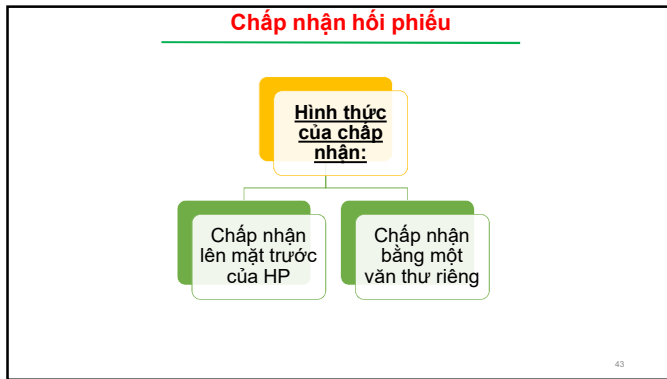 Chấp nhận hối phiếu
Hình thức
của chấp
nhận:
Chấp nhận
lên mặt trước
của HP
Chấp nhận
bằng một
văn thư riêng
43